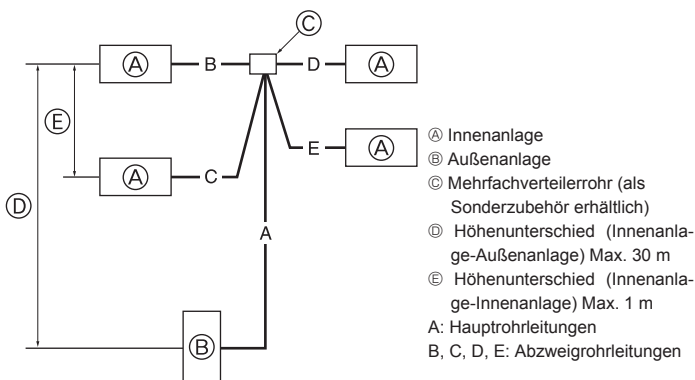 Ⓒ
Ⓐ B D Ⓐ
Ⓔ
Ⓐ C E Ⓐ
Ⓓ
A
Ⓑ
Ⓐ Innenanlage
Ⓑ Außenanlage
Ⓒ Mehrfachverteilerrohr (als
Sonderzubehör erhältlich)
Ⓓ Höhenunterschied (Innenanla-
ge-Außenanlage) Max. 30 m
Ⓔ Höhenunterschied (Innenanla-
ge-Innenanlage) Max. 1 m
A: Hauptrohrleitungen
B, C, D, E: Abzweigrohrleitungen